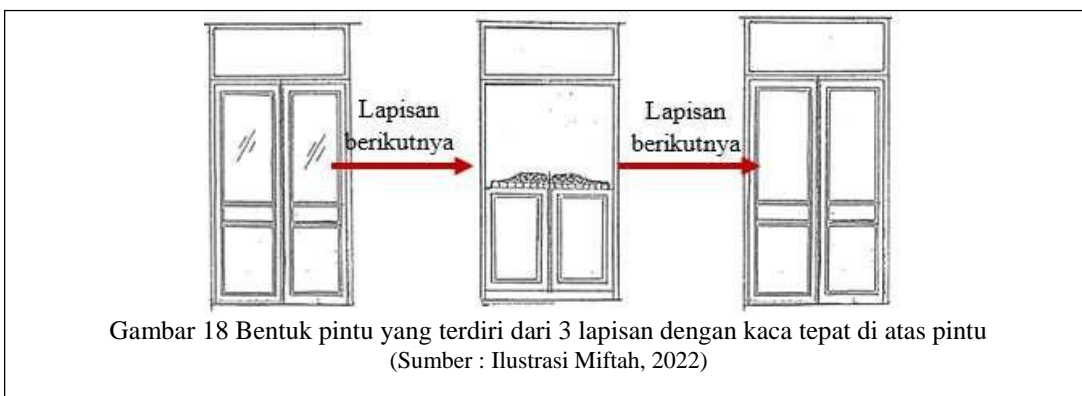 Lapisan
berikutnya
Lapisan
berikutnya
Gambar 18 Bentuk pintu yang terdiri dari 3 lapisan dengan kaca tepat di atas pintu
(Sumber : Ilustrasi Miftah, 2022)